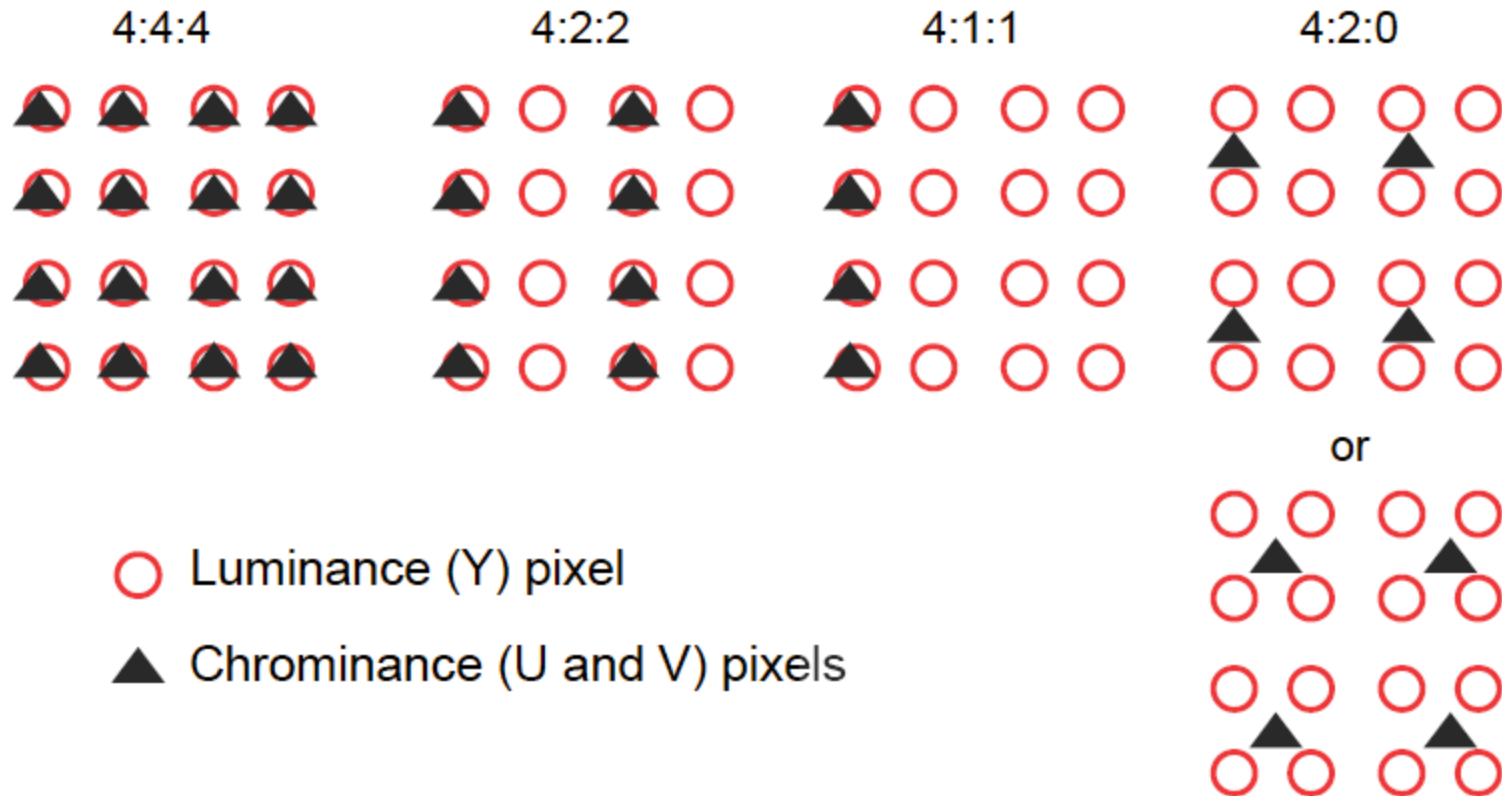 4:4:4
4:2:2
4:1:1
4:2:0
or
Luminance (Y) pixel
Chrominance (U and V) pixels